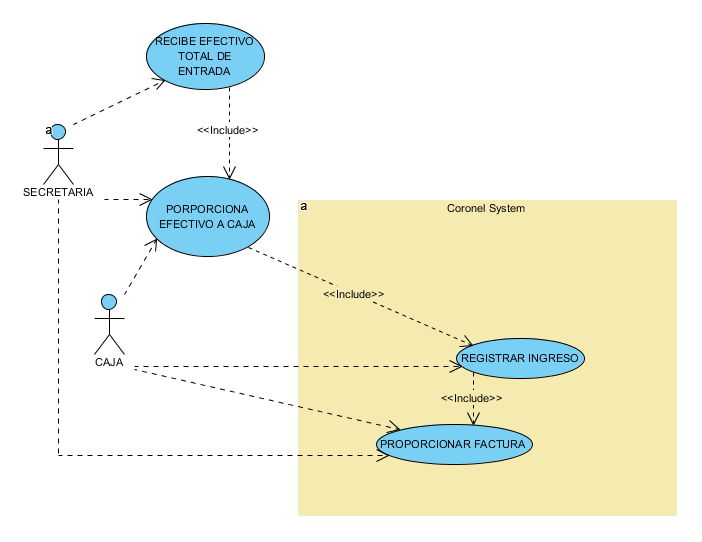 RECIBE EFECTIVO
TOTAL DE
ENTRADA
<<Include>>
a
SECRETARIA
PORPORCIONA
EFECTIVO A CAJA
a
Coronel System
<<Include>>
CAJA
REGISTRAR INGRESO
<<Include>>
PROPORCIONAR FACTURA